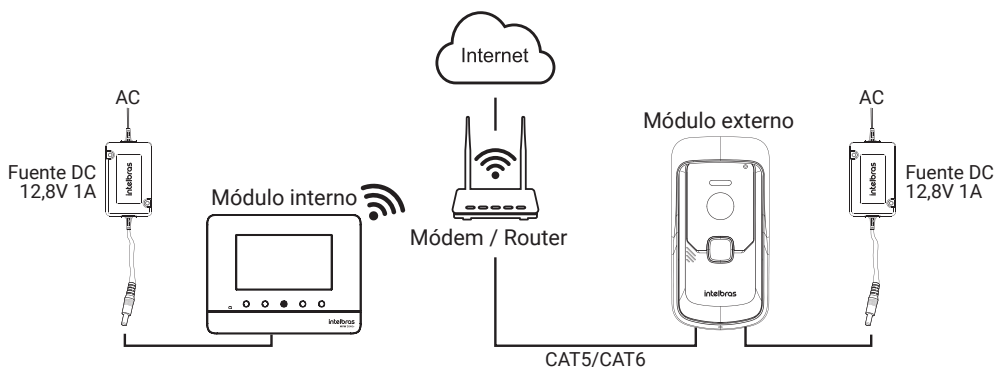 Internet
AC
AC
Módulo externo
Fuente DC
12,8V 1A
intelbras
Módulo interno
Fuente DC
12,8V 1A
intelbras
Módem / Router
intelbras
intelbras
CAT5/CAT6